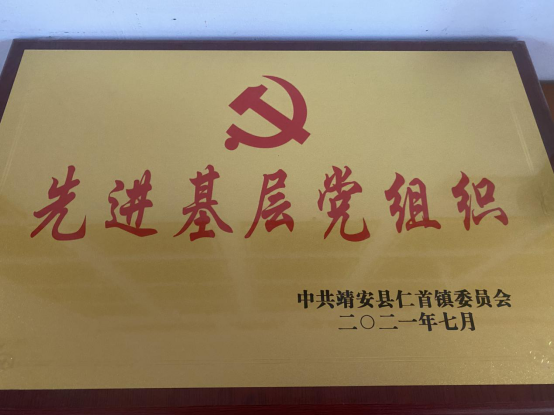 先进基层党组织
中共靖安县仁首镇委员会
二〇二一年七月